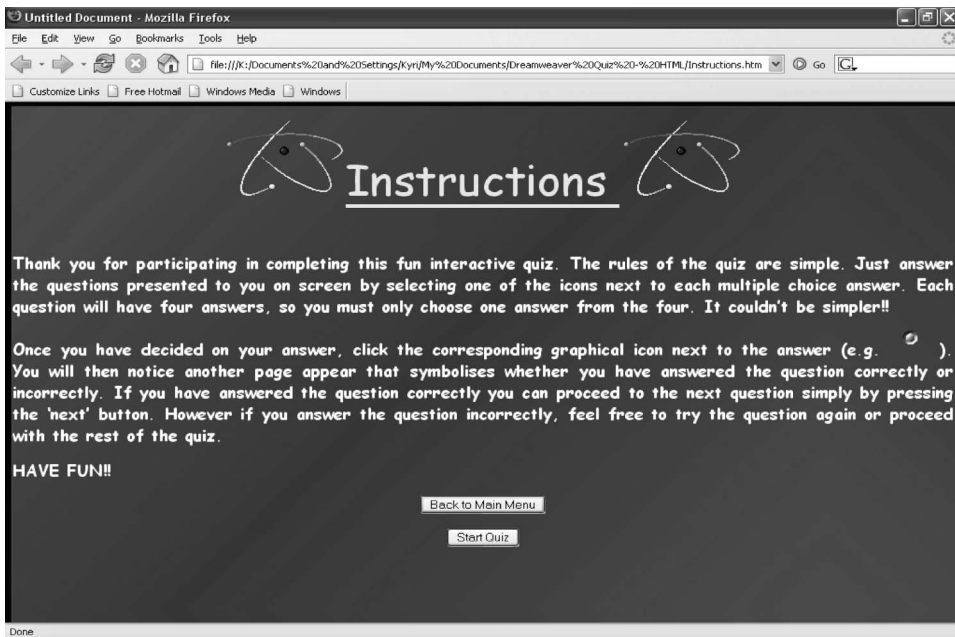 Untitled Document - Mozilla Firefox
File Edit View Go Bookmarks Tools Help
file:///K:/Documents%20and%20Settings/Kyri/My%20Documents/Dreamweaver%20Quiz%20-%20HTML/Instructions.htm Go G
Customize Links Free Hotmail Windows Media Windows
Instructions
Thank you for participating in completing this fun interactive quiz. The rules of the quiz are simple. Just answer
the questions presented to you on screen by selecting one of the icons next to each multiple choice answer. Each
question will have four answers, so you must only choose one answer from the four. It couldn't be simpler!!
Once you have decided on your answer, click the corresponding graphical icon next to the answer (e.g. ).
You will then notice another page appear that symbolises whether you have answered the question correctly or
incorrectly. If you have answered the question correctly you can proceed to the next question simply by pressing
the 'next' button. However if you answer the question incorrectly, feel free to try the question again or proceed
with the rest of the quiz.
HAVE FUN!!
Back to Main Menu
Start Quiz
Done